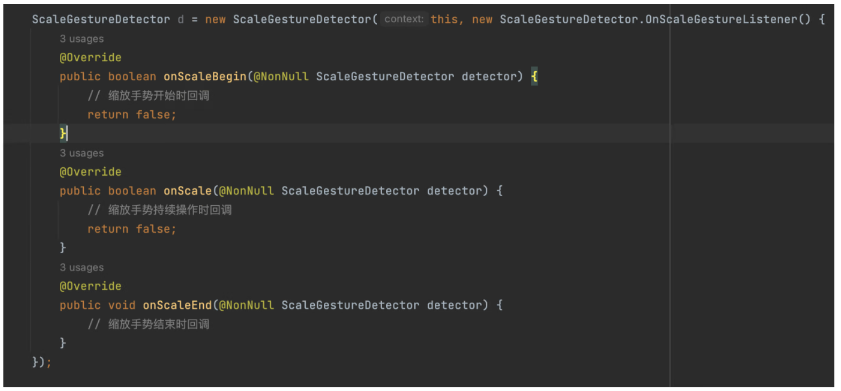 ScaleGestureDetector d = new ScaleGestureDetector( context: this, new ScaleGestureDetector.OnScaleGestureListener() {
3 usages
@Override
public boolean onScaleBegin(@NonNull ScaleGestureDetector detector) {
// 缩放手势开始时回调
return false;
}
3 usages
@Override
public boolean onScale(@NonNull ScaleGestureDetector detector) {
// 缩放手势持续操作时回调
return false;
}
3 usages
@Override
public void onScaleEnd(@NonNull ScaleGestureDetector detector) {
// 缩放手势结束时回调
}
});